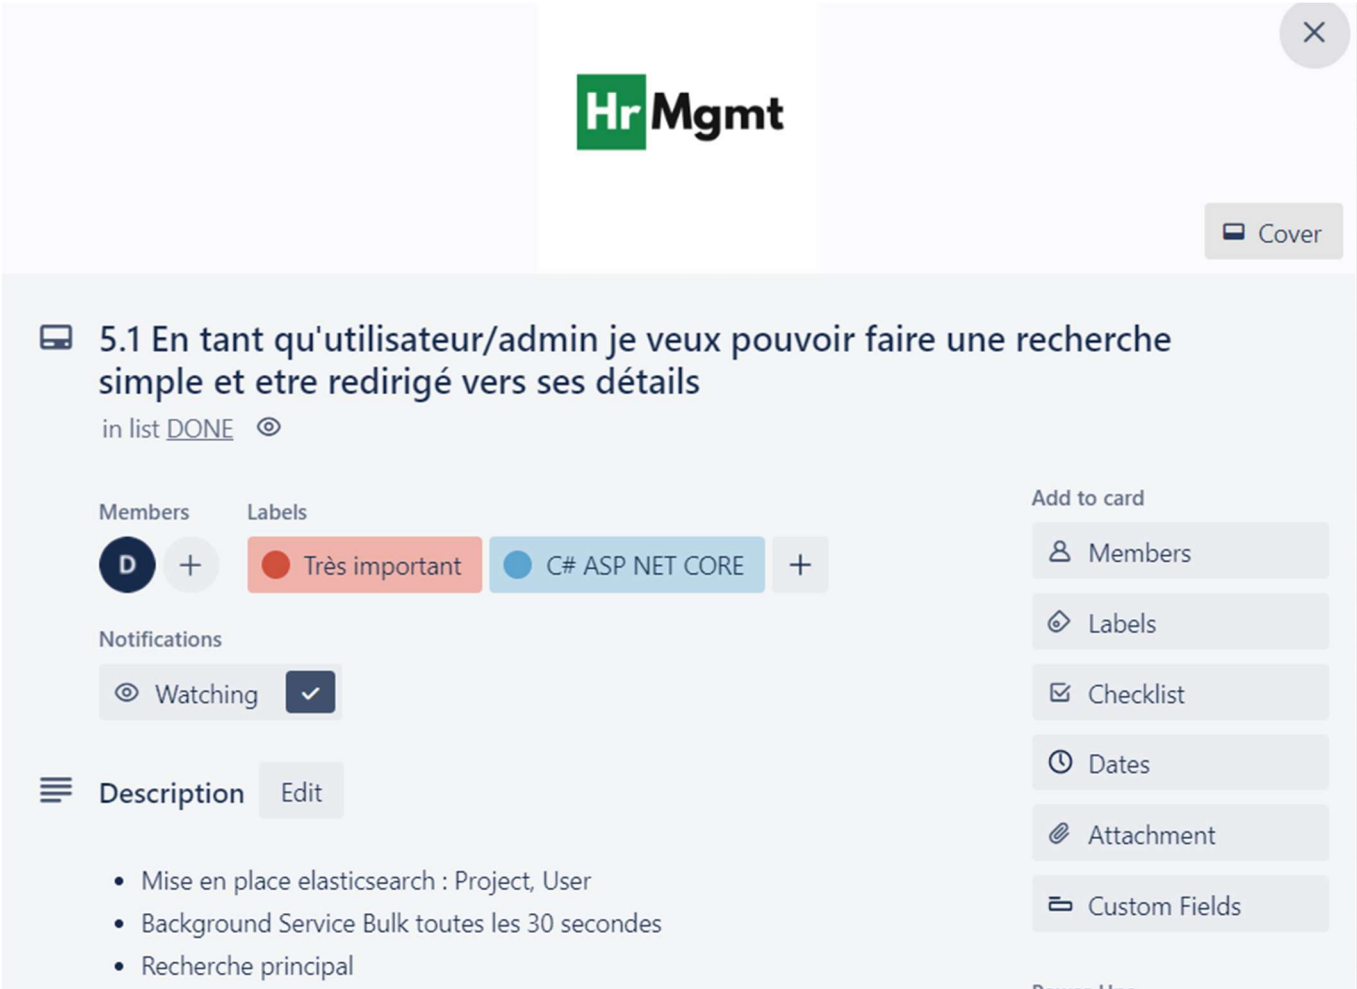 HrMgmt
Cover
5.1 En tant qu'utilisateur/admin je veux pouvoir faire une recherche
simple et etre redirigé vers ses détails
in list DONE
Members
Labels
D
+
Très important
C# ASP NET CORE
+
Notifications
Watching
Description
Edit
• Mise en place elasticsearch : Project, User
• Background Service Bulk toutes les 30 secondes
• Recherche principal
Add to card
Members
Labels
Checklist
Dates
Attachment
Custom Fields